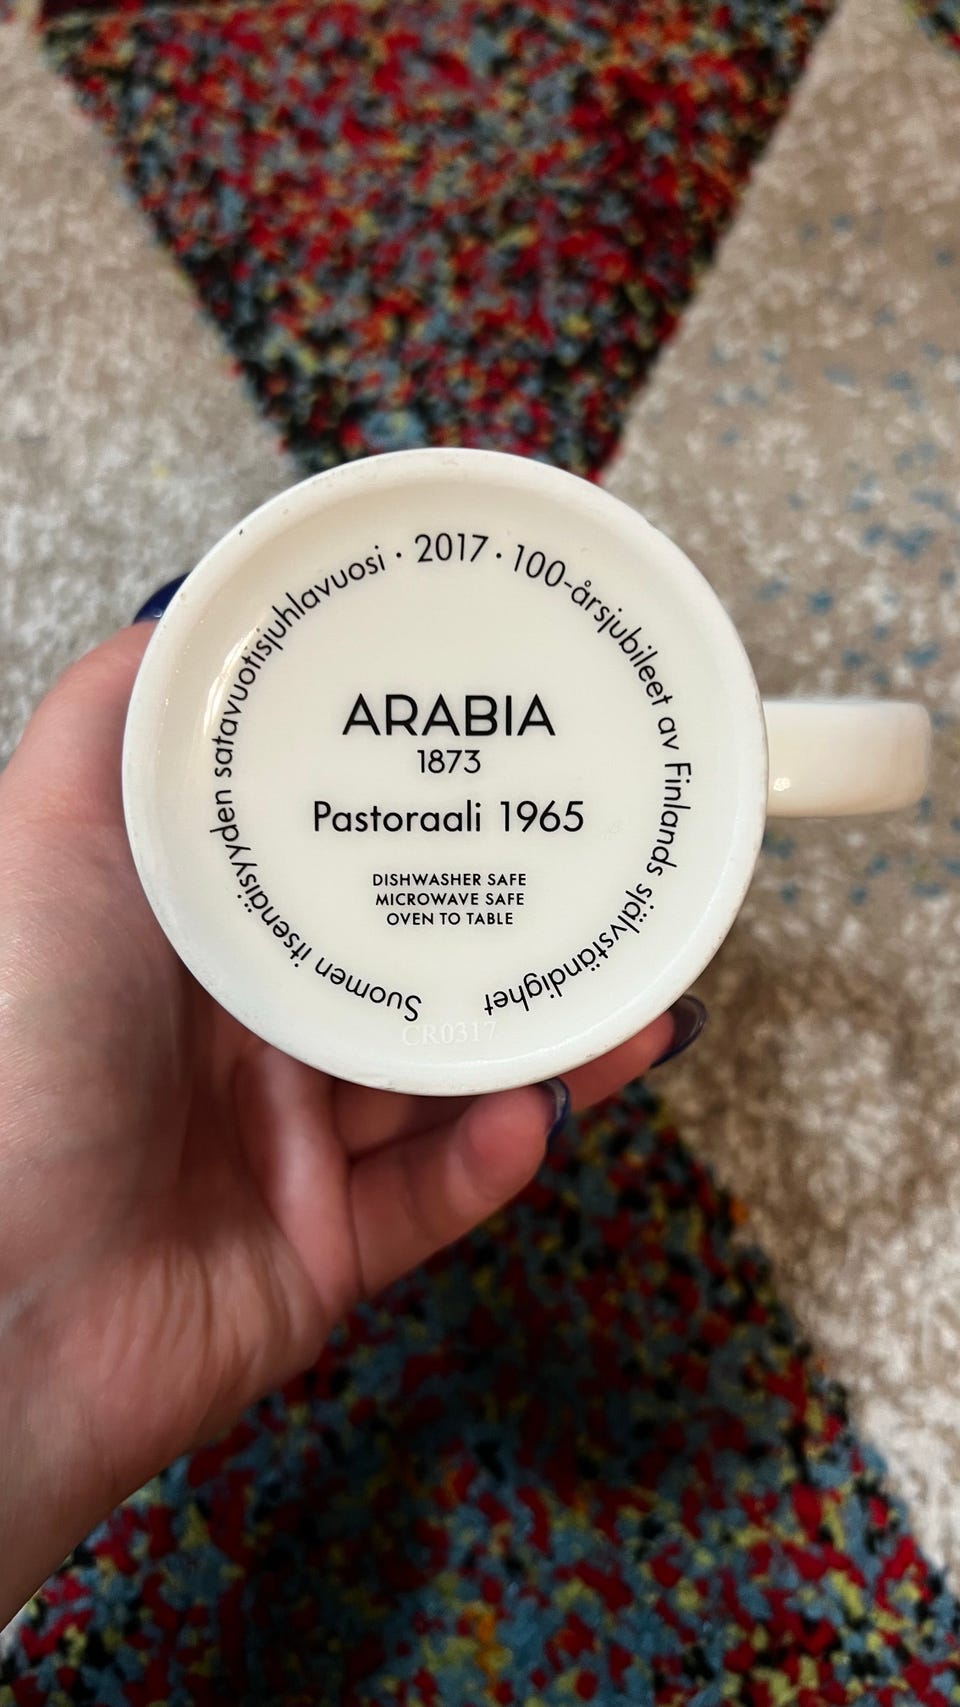 Suomen itsenäisyyden satavuotisjuhlavuosi · 2017 · 100-årsjubileet av Finlands självständighet
ARABIA
1873
Pastoraali 1965
DISHWASHER SAFE
MICROWAVE SAFE
OVEN TO TABLE
CR0317